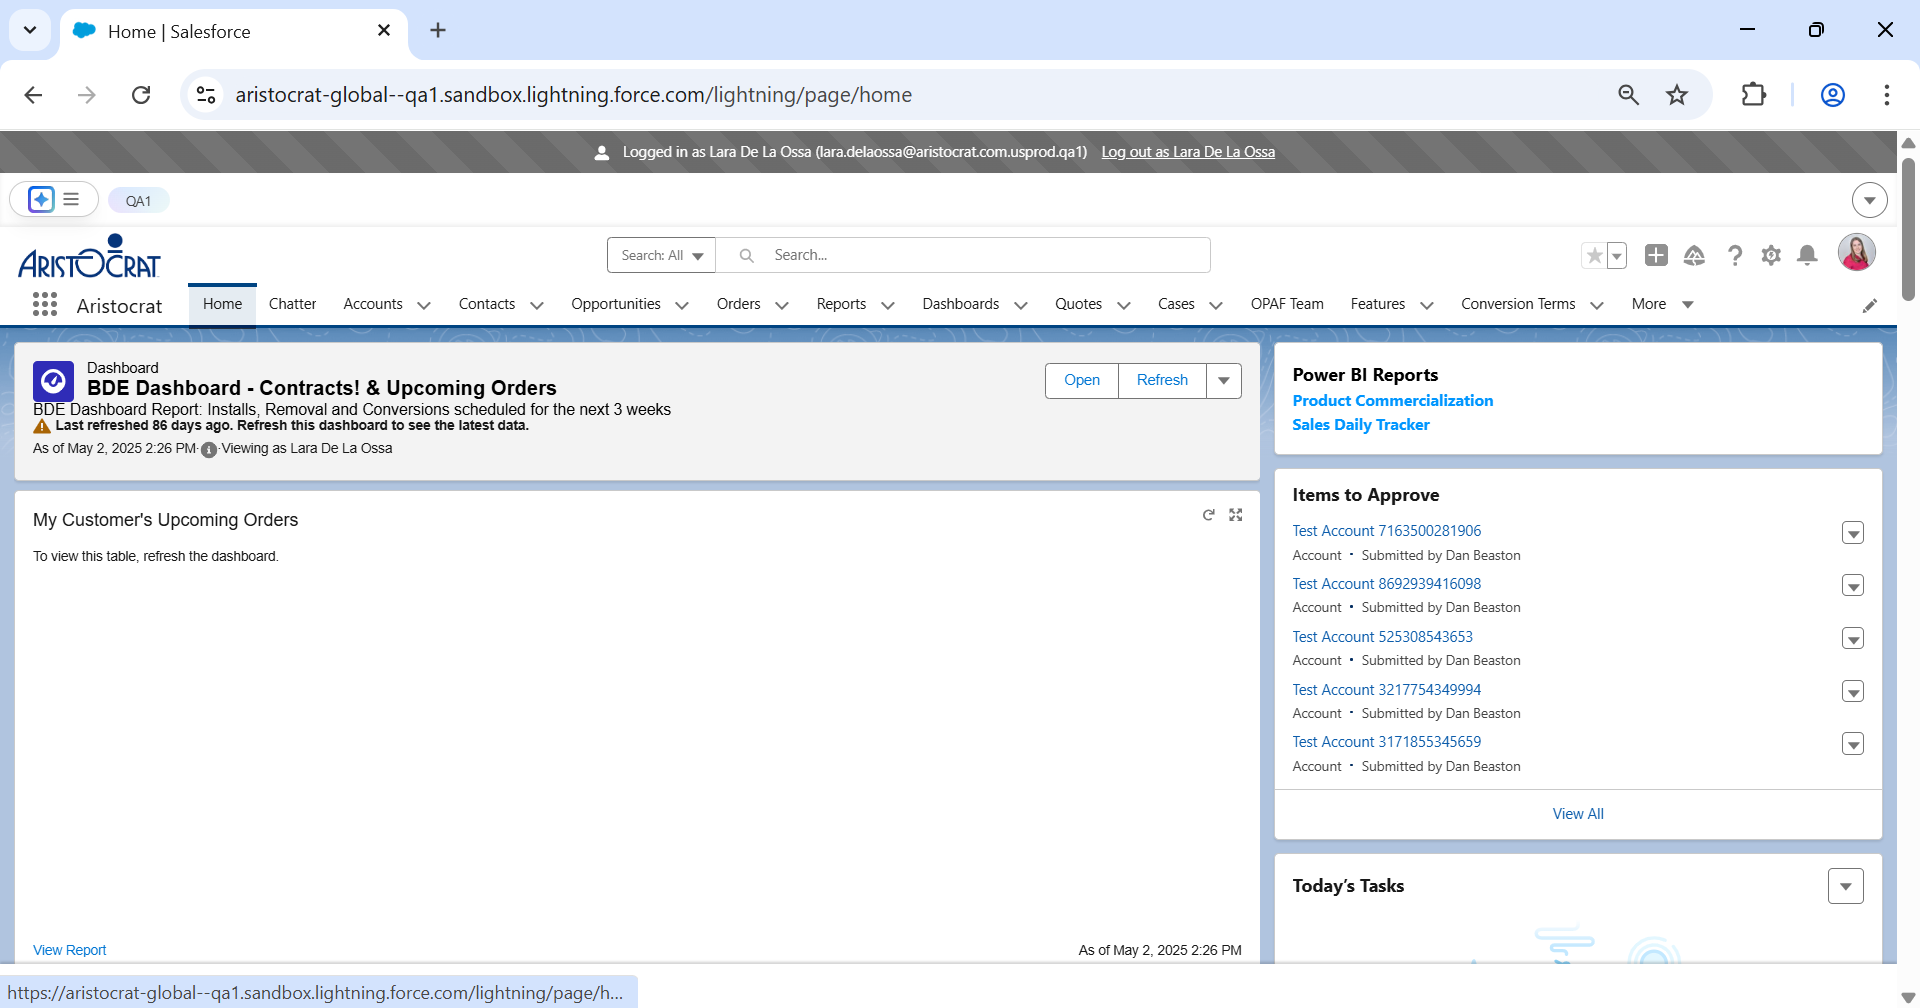 Home | Salesforce
aristocrat-global--qa1.sandbox.lightning.force.com/lightning/page/home
Logged in as Lara De La Ossa (lara.delaossa@aristocrat.com.usprod.qa1) Log out as Lara De La Ossa
QA1
ARISTOCRAT
Search: All Search...
Aristocrat Home Chatter Accounts Contacts Opportunities Orders Reports Dashboards Quotes Cases OPAF Team Features Conversion Terms More
Dashboard
BDE Dashboard - Contracts! & Upcoming Orders
BDE Dashboard Report: Installs, Removal and Conversions scheduled for the next 3 weeks
Last refreshed 86 days ago. Refresh this dashboard to see the latest data.
As of May 2, 2025 2:26 PM·Viewing as Lara De La Ossa
Open Refresh
My Customer's Upcoming Orders
To view this table, refresh the dashboard.
View Report As of May 2, 2025 2:26 PM
Power BI Reports
Product Commercialization
Sales Daily Tracker
Items to Approve
Test Account 7163500281906
Account • Submitted by Dan Beaston
Test Account 8692939416098
Account • Submitted by Dan Beaston
Test Account 525308543653
Account • Submitted by Dan Beaston
Test Account 3217754349994
Account • Submitted by Dan Beaston
Test Account 3171855345659
Account • Submitted by Dan Beaston
View All
Today's Tasks
https://aristocrat-global--qa1.sandbox.lightning.force.com/lightning/page/h...